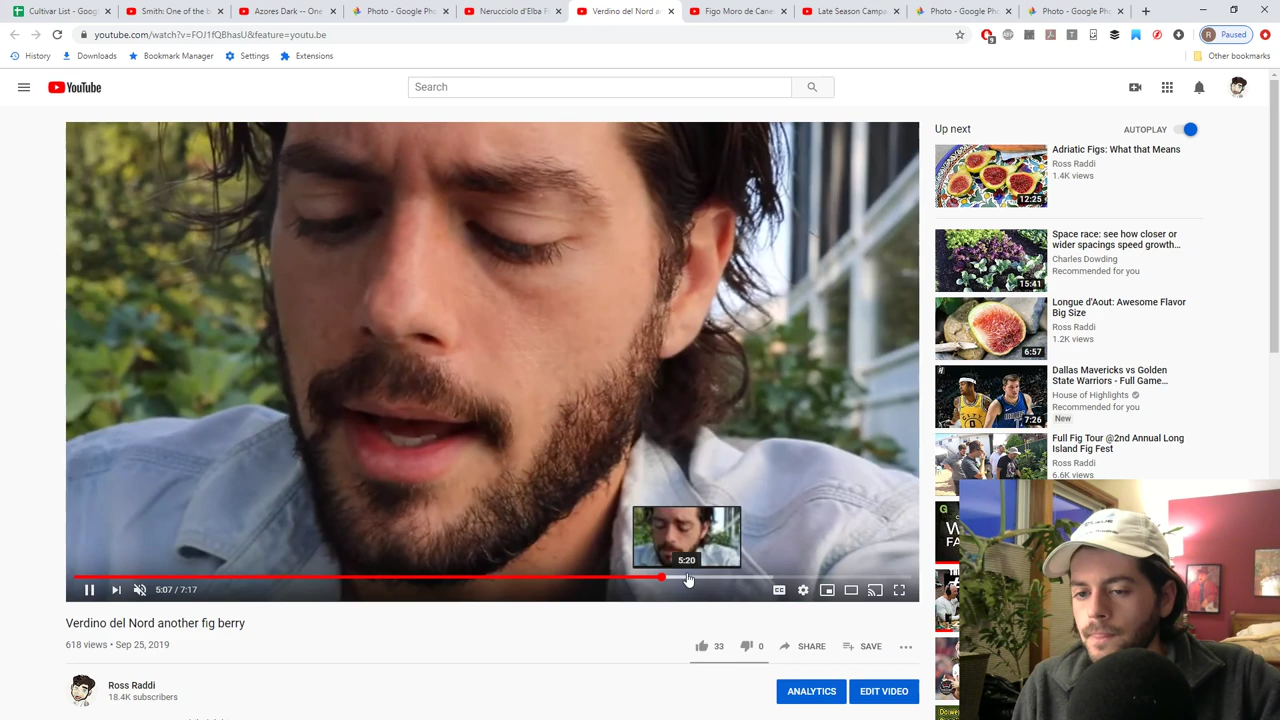 Cultivar List - Goog
Smith: One of the b
Azores Dark -- One
Photo - Google Pho
Nerucciolo d'Elba F
Verdino del Nord a
Figo Moro de Cane
Late Season Campa
Photo - Google Pho
Photo - Google Pho
youtube.com/watch?v=FOJ1fQBhasU&feature=youtu.be
Paused
History
Downloads
Bookmark Manager
Settings
Extensions
Other bookmarks
YouTube
Search
Up next
AUTOPLAY
12:25
Adriatic Figs: What that Means
Ross Raddi
1.4K views
15:41
Space race: see how closer or
wider spacings speed growth...
Charles Dowding
Recommended for you
6:57
Longue d'Aout: Awesome Flavor
Big Size
Ross Raddi
1.2K views
7:26
Dallas Mavericks vs Golden
State Warriors - Full Game...
House of Highlights
Recommended for you
New
Full Fig Tour @2nd Annual Long
Island Fig Fest
Ross Raddi
6.6K views
5:20
5:07 / 7:17
Verdino del Nord another fig berry
618 views • Sep 25, 2019
33
0
SHARE
SAVE
Ross Raddi
18.4K subscribers
ANALYTICS
EDIT VIDEO